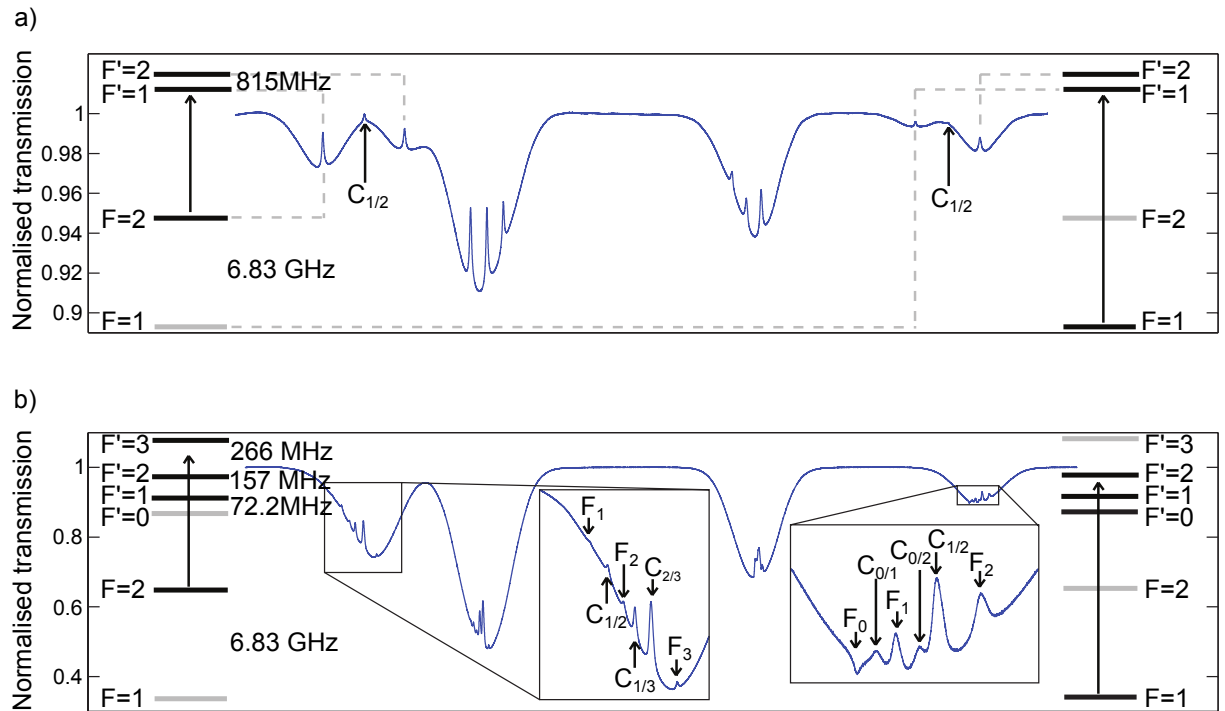 a)
F'=2
815MHz
F'=1
F=2
6.83 GHz
F=1
Normalised transmission
1
0.98
0.96
0.94
0.92
0.9
C1/2
C1/2
F'=2
F'=1
F=2
F=1
b)
F'=3
266 MHz
F'=2
157 MHz
F'=1
72.2MHz
F'=0
F=2
6.83 GHz
F=1
Normalised transmission
1
0.8
0.6
0.4
F1
F2
C2/3
C1/2
C1/3
F3
C1/2
C0/2
F2
C0/1
F1
F0
F'=3
F'=2
F'=1
F'=0
F=2
F=1